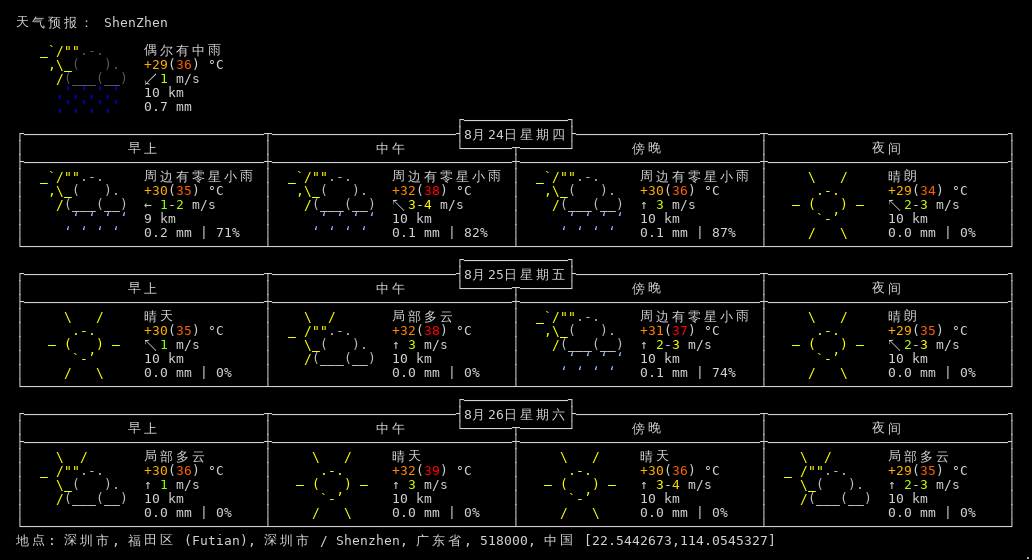 天气预报： ShenZhen
偶尔有中雨
+29(36) °C
↙ 1 m/s
10 km
0.7 mm
8月24日星期四
早上 中午 傍晚 夜间
周边有零星小雨 周边有零星小雨 周边有零星小雨 晴朗
+30(35) °C +32(38) °C +30(36) °C +29(34) °C
← 1-2 m/s ↖ 3-4 m/s ↑ 3 m/s ↖ 2-3 m/s
9 km 10 km 10 km 10 km
0.2 mm | 71% 0.1 mm | 82% 0.1 mm | 87% 0.0 mm | 0%
8月25日星期五
早上 中午 傍晚 夜间
晴天 局部多云 周边有零星小雨 晴朗
+30(35) °C +32(38) °C +31(37) °C +29(35) °C
↖ 1 m/s ↑ 3 m/s ↑ 2-3 m/s ↖ 2-3 m/s
10 km 10 km 10 km 10 km
0.0 mm | 0% 0.0 mm | 0% 0.1 mm | 74% 0.0 mm | 0%
8月26日星期六
早上 中午 傍晚 夜间
局部多云 晴天 晴天 局部多云
+30(36) °C +32(39) °C +30(36) °C +29(35) °C
↑ 1 m/s ↑ 3 m/s ↑ 3-4 m/s ↑ 2-3 m/s
10 km 10 km 10 km 10 km
0.0 mm | 0% 0.0 mm | 0% 0.0 mm | 0% 0.0 mm | 0%
地点: 深圳市, 福田区 (Futian), 深圳市 / Shenzhen, 广东省, 518000, 中国 [22.5442673,114.0545327]